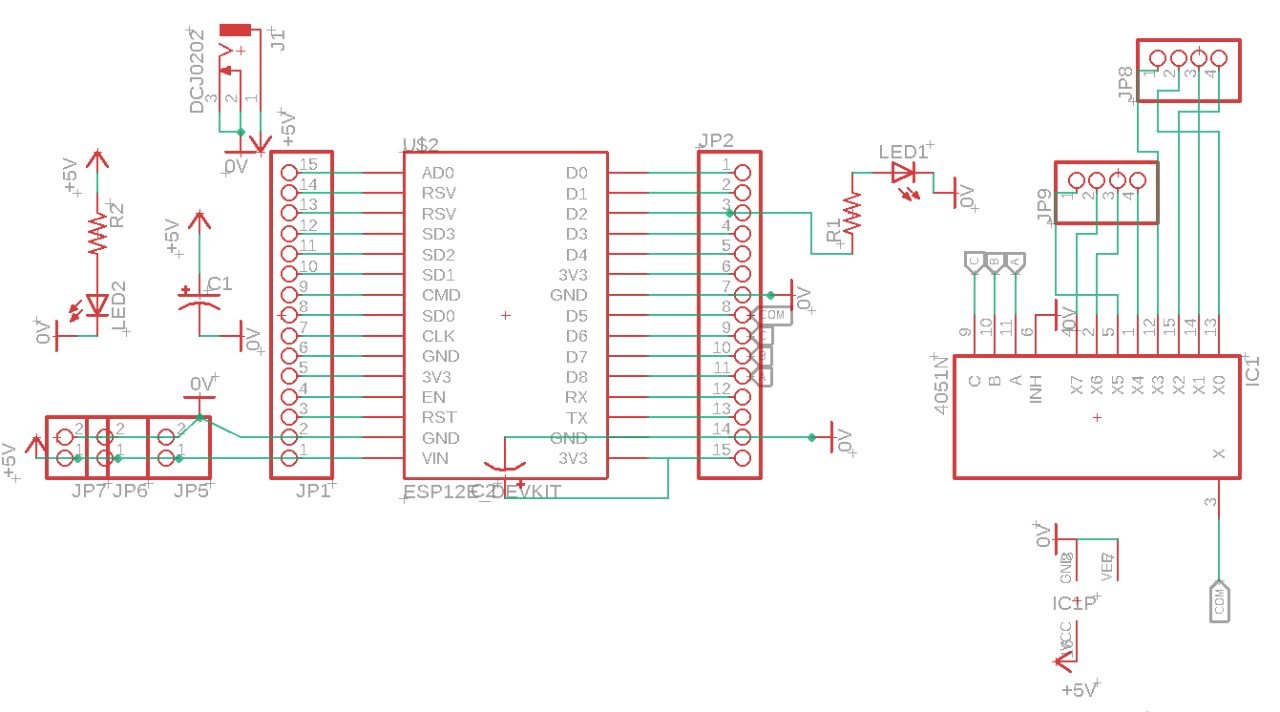 DCJ0202
J1
3
2
1
+5V
0V
JP8
1
2
3
4
+5V
R2
LED2
0V
+5V
C1
0V
U$2
JP2
LED1
0V
R1
JP9
1
2
3
4
15
14
13
12
11
10
9
8
7
6
5
4
3
2
1
AD0
RSV
RSV
SD3
SD2
SD1
CMD
SD0
CLK
GND
3V3
EN
RST
GND
VIN
D0
D1
D2
D3
D4
3V3
GND
D5
D6
D7
D8
RX
TX
GND
3V3
1
2
3
4
5
6
7
8
9
10
11
12
13
14
15
0V
COM
B
A
0V
C
B
A
0V
9
10
11
6
4
2
5
1
12
15
14
13
4051N
IC1
C
B
A
INH
X7
X6
X5
X4
X3
X2
X1
X0
X
3
COM
0V
+5V
2
2
2
1
1
1
JP7
JP6
JP5
JP1
ESP12E_DEVKIT
C2
0V
GND
VEE
IC1P
VCC
+5V